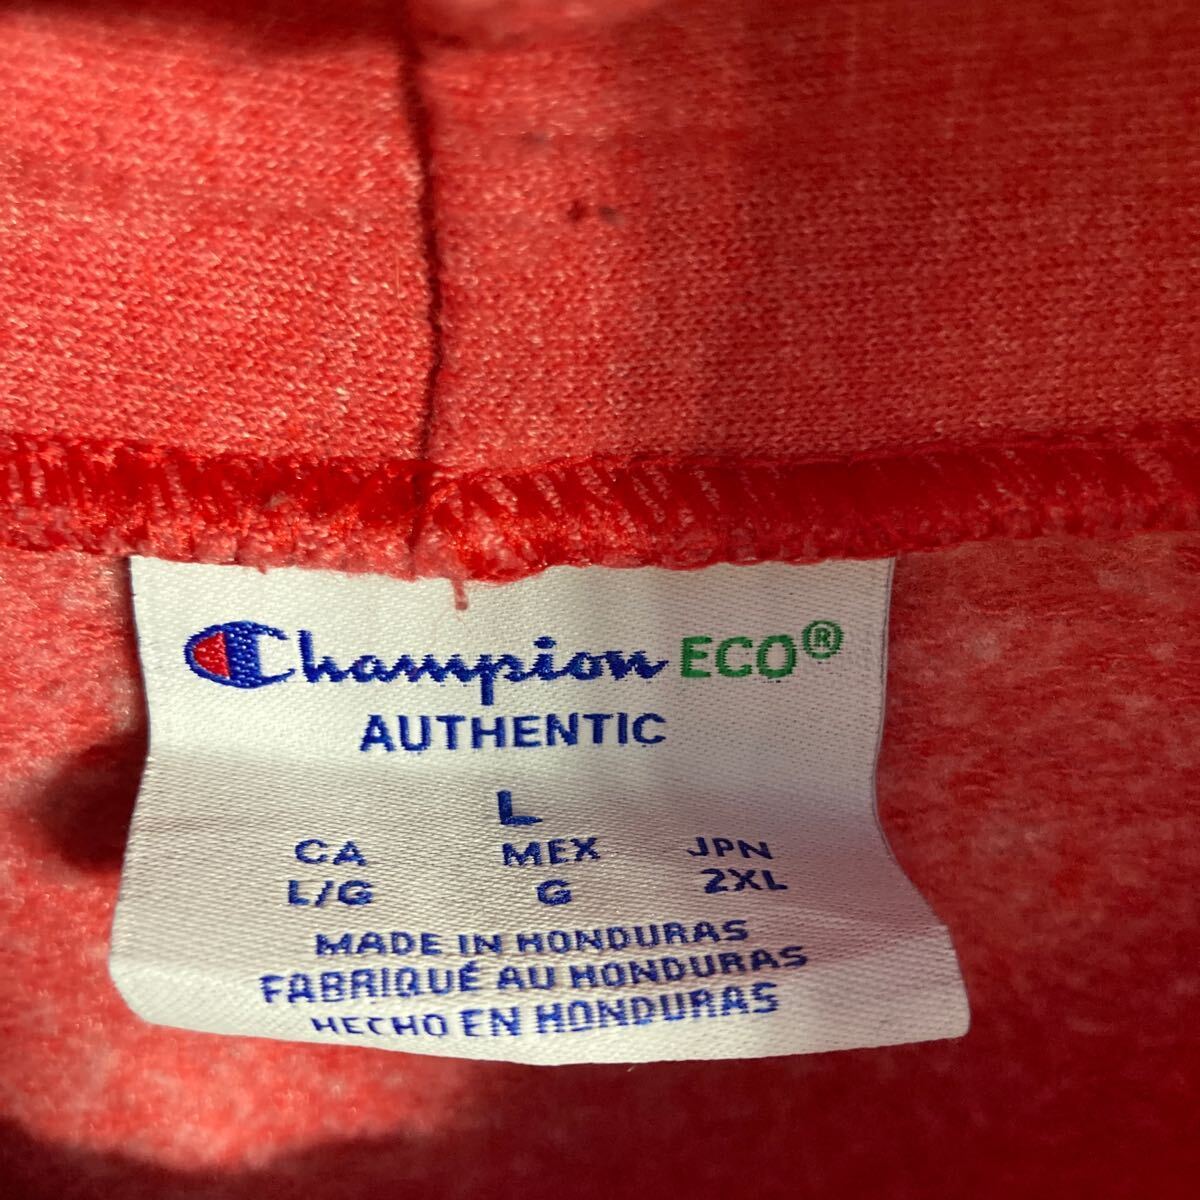 Champion ECO®
AUTHENTIC
L
CA MEX JPN
L/G G 2XL
MADE IN HONDURAS
FABRIQUÉ AU HONDURAS
HECHO EN HONDURAS